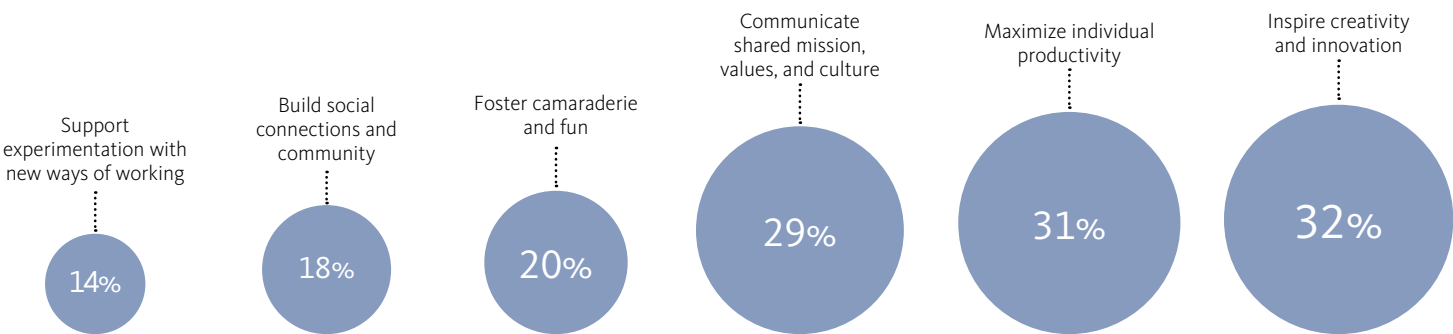 Support
experimentation with
new ways of working
14%
Build social
connections and
community
18%
Foster camaraderie
and fun
20%
Communicate
shared mission,
values, and culture
29%
Maximize individual
productivity
31%
Inspire creativity
and innovation
32%